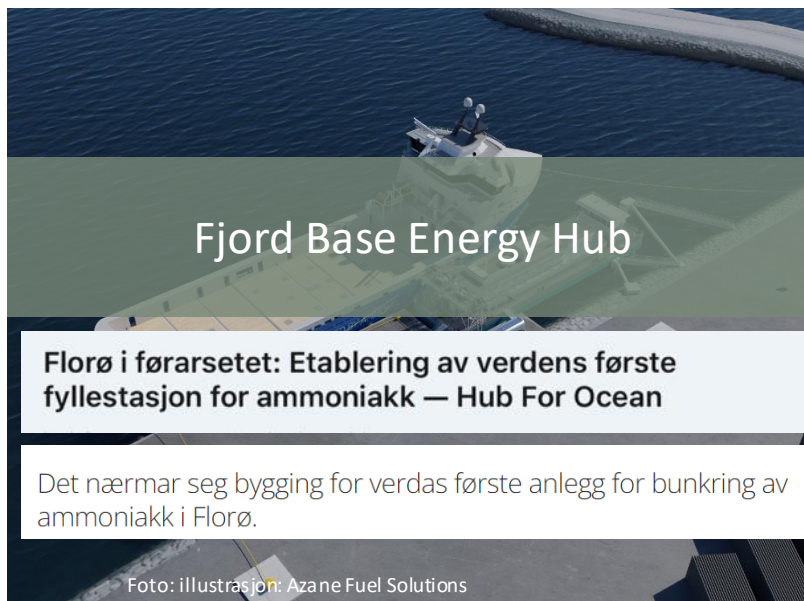 Fjord Base Energy Hub
Florø i førarsetet: Etablering av verdens første
fyllestasjon for ammoniakk — Hub For Ocean
Det nærmar seg bygging for verdas første anlegg for bunkring av
ammoniakk i Florø.
Foto: illustrasjon: Azane Fuel Solutions